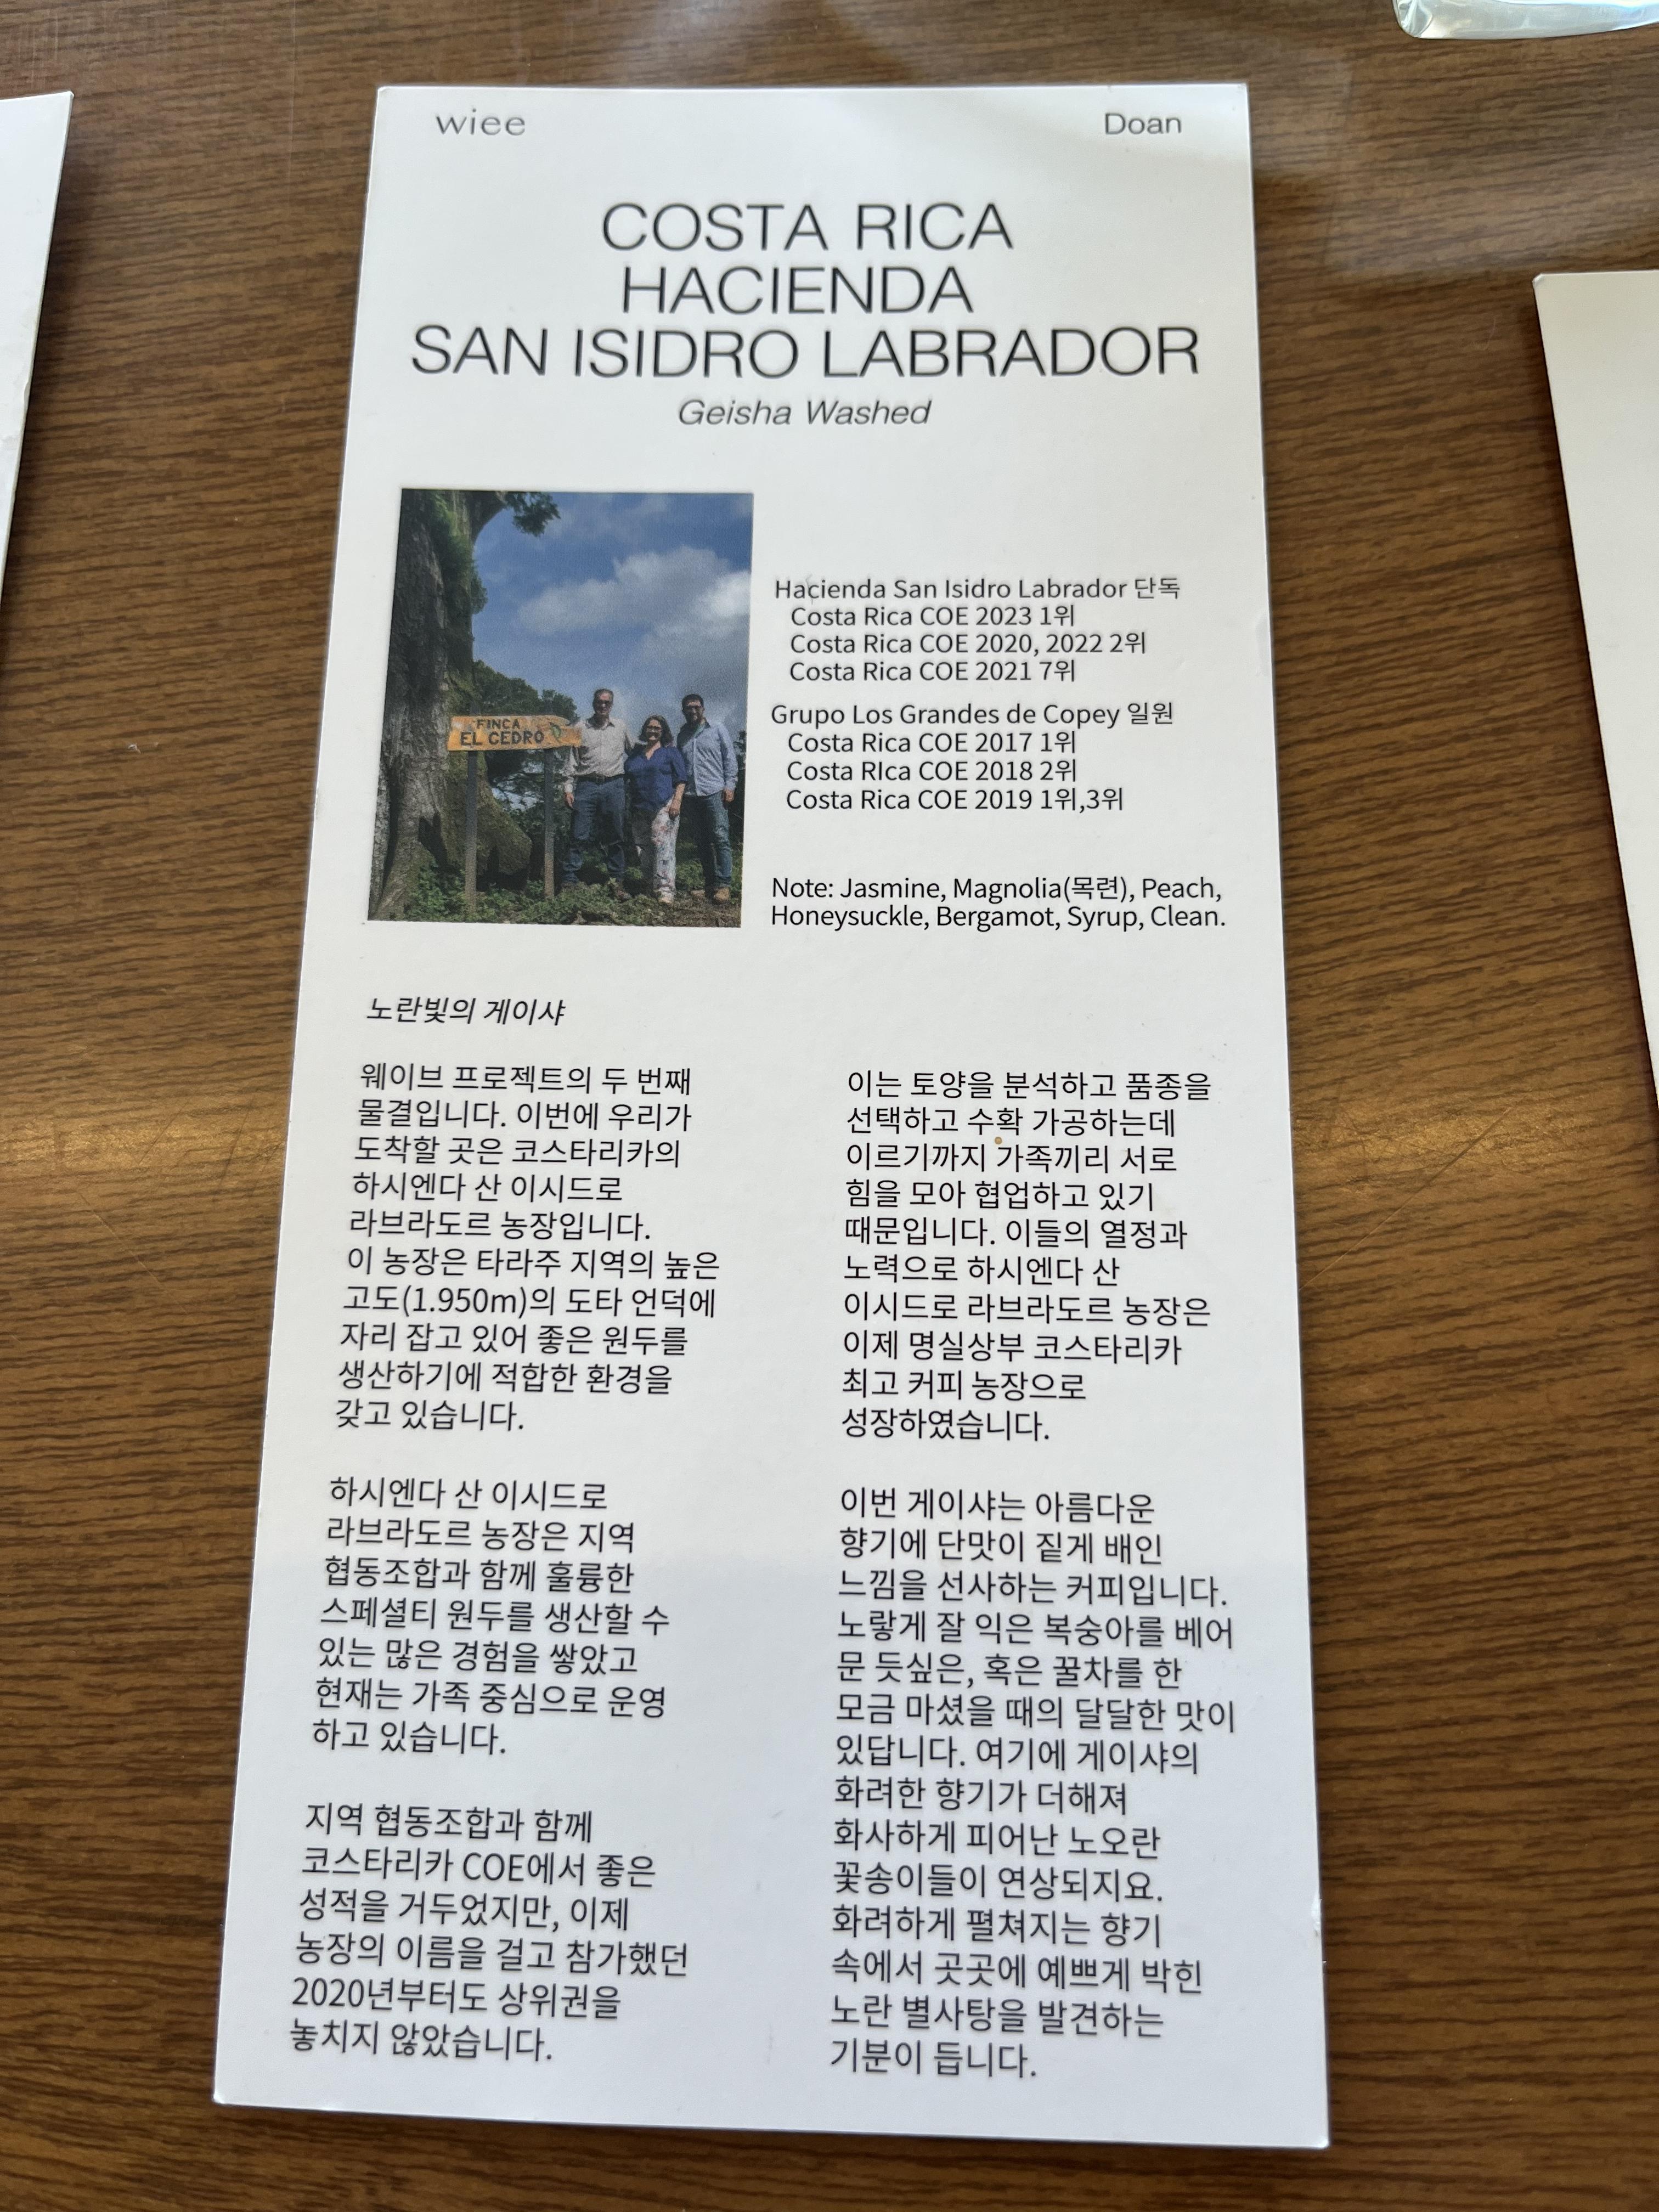 wiee
Doan
COSTA RICA
HACIENDA
SAN ISIDRO LABRADOR
Geisha Washed
FINCA
EL CEDRO
Hacienda San Isidro Labrador 단독
Costa Rica COE 2023 1위
Costa Rica COE 2020, 2022 2위
Costa Rica COE 2021 7위
Grupo Los Grandes de Copey 일원
Costa Rica COE 2017 1위
Costa RIca COE 2018 2위
Costa Rica COE 2019 1위,3위
Note: Jasmine, Magnolia(목련), Peach,
Honeysuckle, Bergamot, Syrup, Clean.
노란빛의 게이샤
웨이브 프로젝트의 두 번째
물결입니다. 이번에 우리가
도착할 곳은 코스타리카의
하시엔다 산 이시드로
라브라도르 농장입니다.
이 농장은 타라주 지역의 높은
고도(1.950m)의 도타 언덕에
자리 잡고 있어 좋은 원두를
생산하기에 적합한 환경을
갖고 있습니다.
하시엔다 산 이시드로
라브라도르 농장은 지역
협동조합과 함께 훌륭한
스페셜티 원두를 생산할 수
있는 많은 경험을 쌓았고
현재는 가족 중심으로 운영
하고 있습니다.
지역 협동조합과 함께
코스타리카 COE에서 좋은
성적을 거두었지만, 이제
농장의 이름을 걸고 참가했던
2020년부터도 상위권을
놓치지 않았습니다.
이는 토양을 분석하고 품종을
선택하고 수확 가공하는데
이르기까지 가족끼리 서로
힘을 모아 협업하고 있기
때문입니다. 이들의 열정과
노력으로 하시엔다 산
이시드로 라브라도르 농장은
이제 명실상부 코스타리카
최고 커피 농장으로
성장하였습니다.
이번 게이샤는 아름다운
향기에 단맛이 짙게 배인
느낌을 선사하는 커피입니다.
노랗게 잘 익은 복숭아를 베어
문 듯싶은, 혹은 꿀차를 한
모금 마셨을 때의 달달한 맛이
있답니다. 여기에 게이샤의
화려한 향기가 더해져
화사하게 피어난 노오란
꽃송이들이 연상되지요.
화려하게 펼쳐지는 향기
속에서 곳곳에 예쁘게 박힌
노란 별사탕을 발견하는
기분이 듭니다.